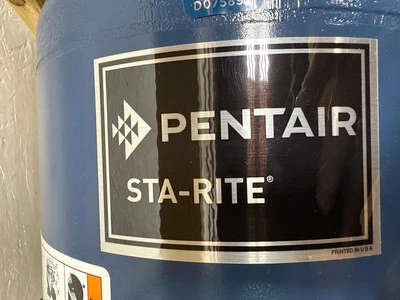 PENTAIR
STA-RITE®
PRINTED IN U S A